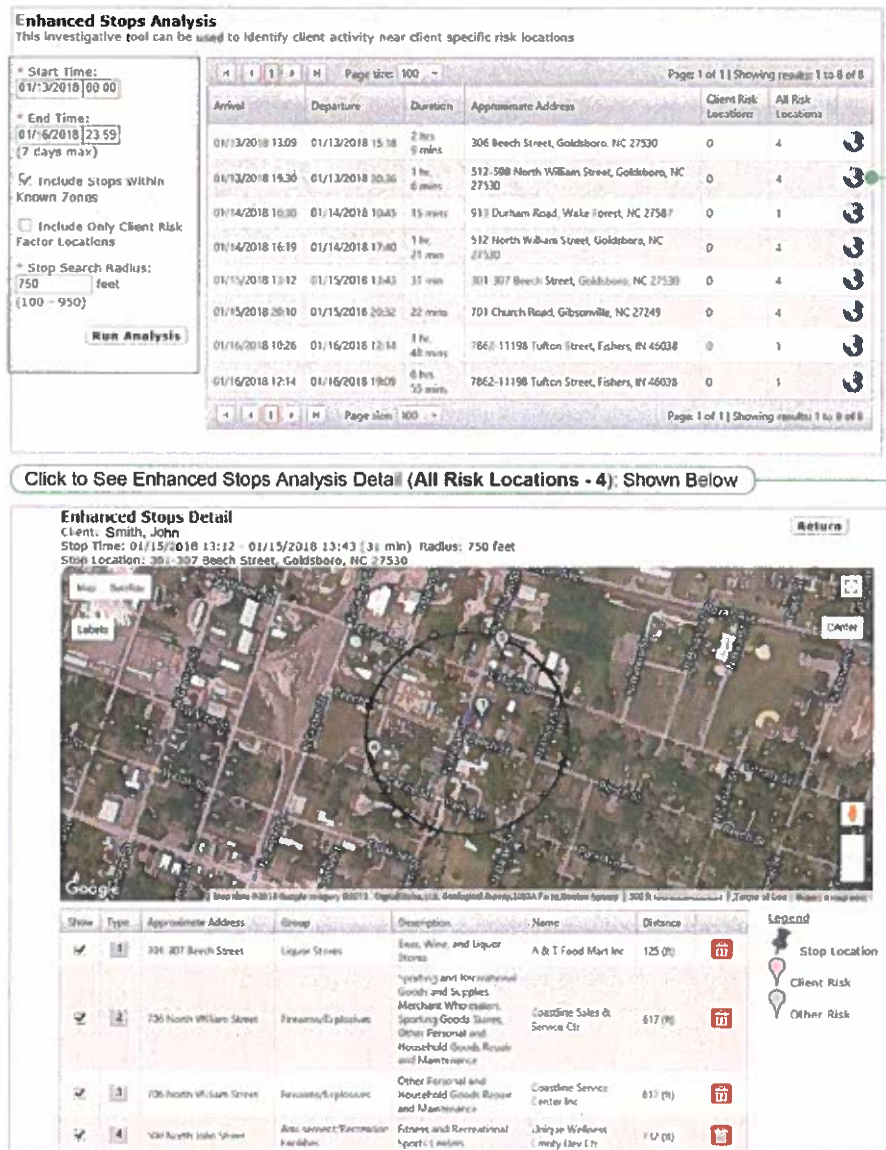 Enhanced Stops Analysis
This investigative tool can be used to identify client activity near client specific risk locations
* Start Time:
01/13/2018 00 00
* End Time:
01/16/2018 23 59
(7 days max)
Include Stops Within
Known Zones
Include Only Client Risk
Factor Locations
* Stop Search Radius:
750 feet
(100 - 950)
Run Analysis
1 Page size: 100 Page: 1 of 1 | Showing results: 1 to 8 of 8
Arrival Departure Duration Approximate Address Client Risk Locations All Risk Locations
01/13/2018 13:09 01/13/2018 15:18 2 hrs 9 mins 306 Beech Street, Goldsboro, NC 27530 0 4
01/13/2018 19:30 01/13/2018 20:36 1 hr, 6 mins 512-598 North William Street, Goldsboro, NC 27530 0 4
01/14/2018 10:30 01/14/2018 10:45 15 mins 913 Durham Road, Wake Forest, NC 27587 0 1
01/14/2018 16:19 01/14/2018 17:40 1 hr, 21 min 512 North William Street, Goldsboro, NC 27530 0 4
01/15/2018 13:12 01/15/2018 13:43 31 min 301-307 Beech Street, Goldsboro, NC 27530 0 4
01/15/2018 20:10 01/15/2018 20:32 22 mins 701 Church Road, Gibsonville, NC 27249 0 4
01/16/2018 10:26 01/16/2018 12:14 1 hr, 48 mins 7862-11198 Tufton Street, Fishers, IN 46038 0 1
01/16/2018 12:14 01/16/2018 19:09 6 hrs 55 mins 7862-11198 Tufton Street, Fishers, IN 46038 0 1
1 Page size: 100 Page: 1 of 1 | Showing results: 1 to 8 of 8
Click to See Enhanced Stops Analysis Detail (All Risk Locations - 4): Shown Below
Enhanced Stops Detail
Return
Client: Smith, John
Stop Time: 01/15/2018 13:12 - 01/15/2018 13:43 (31 min) Radius: 750 feet
Stop Location: 301-307 Beech Street, Goldsboro, NC 27530
Map
Labels
Center
Google
Show Type Approximate Address Group Description Name Distance
1 301-307 Beech Street Liquor Stores Beer, Wine, and Liquor Stores A & T Food Mart Inc 125 (ft)
2 736 North William Street Firearms/Explosives Sporting and Recreational Goods and Supplies Merchant Wholesalers, Sporting Goods Stores, Other Personal and Household Goods Repair and Maintenance Coastline Sales & Service Ctr 617 (ft)
3 North William Street Firearms/Explosives Other Personal and Household Goods Repair and Maintenance Coastline Service Center Inc 617 (ft)
4 North John Street Amusement/Recreation Facilities Fitness and Recreational Sports Centers Unique Wellness
Legend
Stop Location
Client Risk
Other Risk